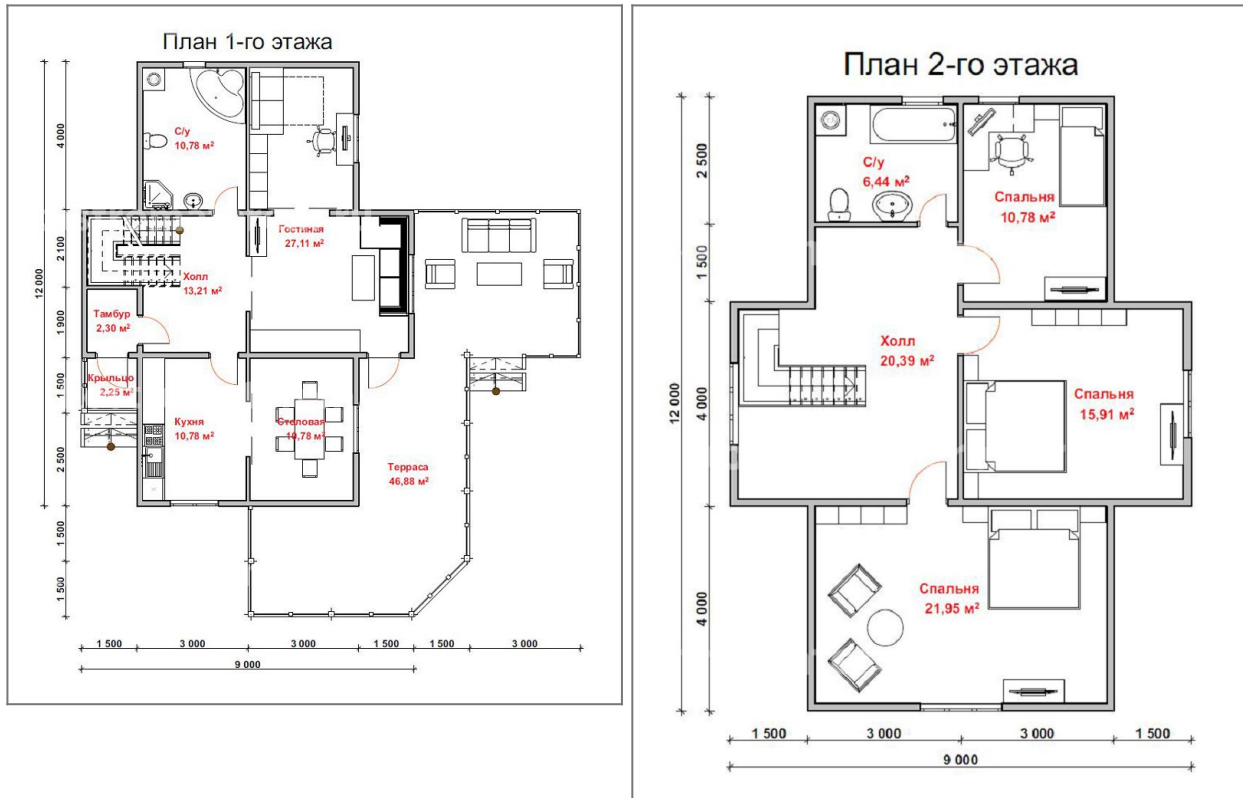 План 1-го этажа
С/у
10,78 м²
Гостиная
27,11 м²
Холл
13,21 м²
Тамбур
2,30 м²
Крыльцо
2,25 м²
Кухня
10,78 м²
Столовая
10,78 м²
Терраса
46,88 м²
12 000
4 000
2 100
1 900
1 500
2 500
1 500
1 500
1 500
3 000
3 000
1 500
1 500
3 000
9 000
План 2-го этажа
С/у
6,44 м²
Спальня
10,78 м²
Холл
20,39 м²
Спальня
15,91 м²
Спальня
21,95 м²
12 000
2 500
1 500
4 000
4 000
1 500
3 000
3 000
1 500
9 000